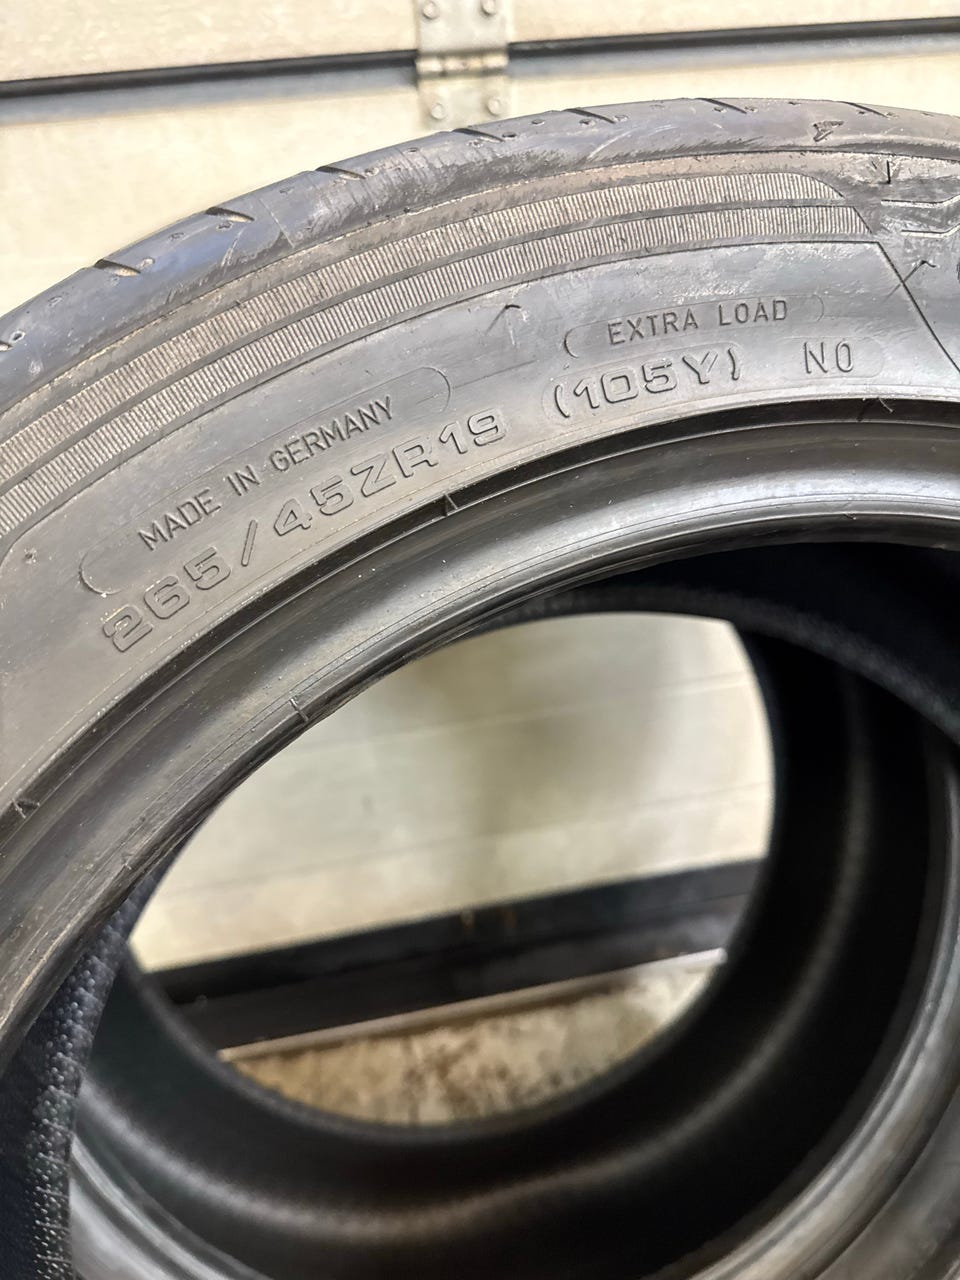 EXTRA LOAD
MADE IN GERMANY
265/45ZR19 (105Y) N0